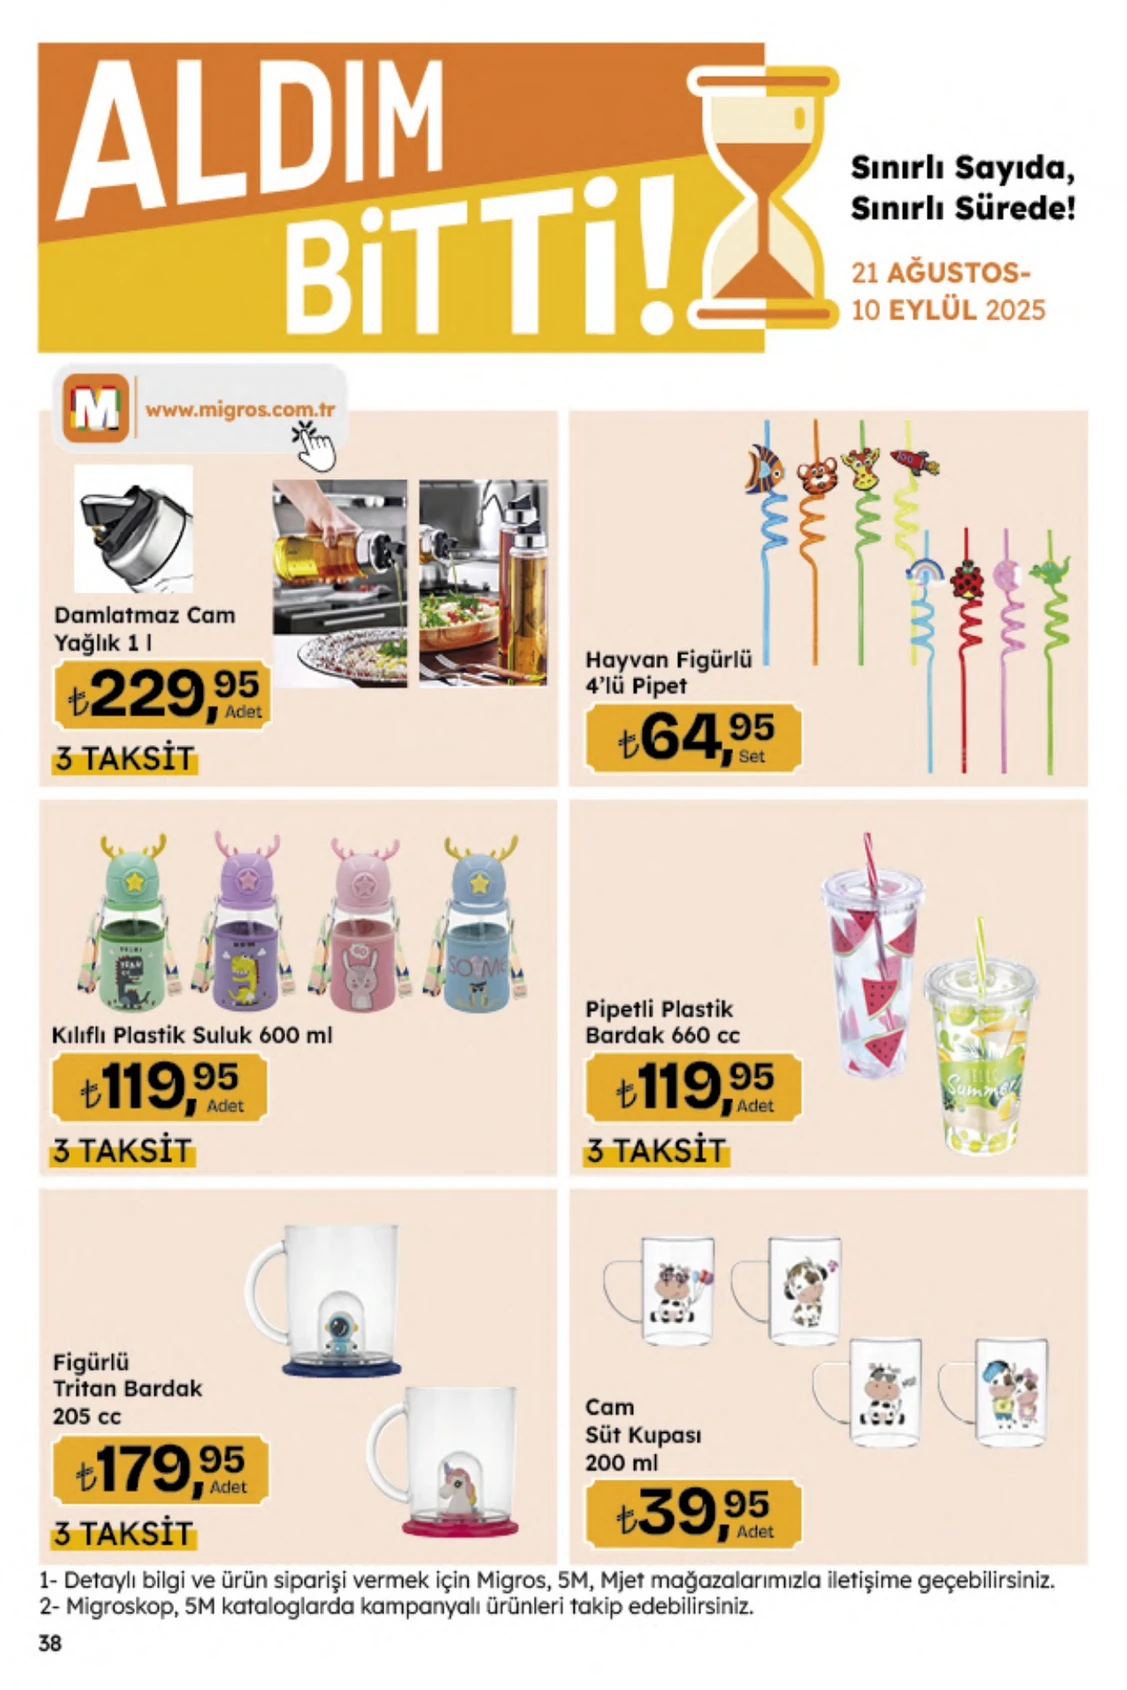 ALDIM
BİTTİ!
Sınırlı Sayıda,
Sınırlı Sürede!
21 AĞUSTOS-
10 EYLÜL 2025
M
www.migros.com.tr
Damlatmaz Cam
Yağlık 1 l
₺229,95
Adet
3 TAKSİT
Hayvan Figürlü
4’lü Pipet
₺64,95
Set
Kılıflı Plastik Suluk 600 ml
₺119,95
Adet
3 TAKSİT
Pipetli Plastik
Bardak 660 cc
₺119,95
Adet
3 TAKSİT
Summer
Figürlü
Tritan Bardak
205 cc
₺179,95
Adet
3 TAKSİT
Cam
Süt Kupası
200 ml
₺39,95
Adet
1- Detaylı bilgi ve ürün siparişi vermek için Migros, 5M, Mjet mağazalarımızla iletişime geçebilirsiniz.
2- Migroskop, 5M kataloglarda kampanyalı ürünleri takip edebilirsiniz.
38